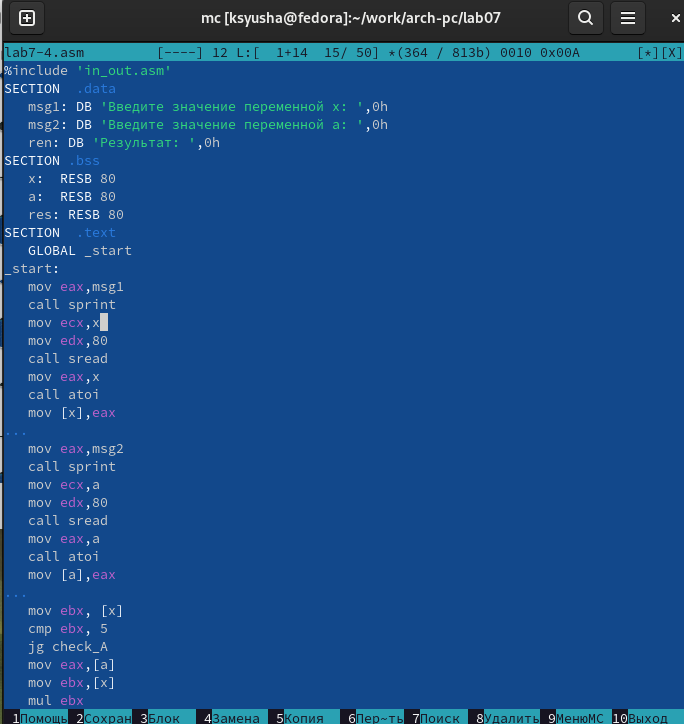 mc [ksyusha@fedora]:~/work/arch-pc/lab07
lab7-4.asm [----] 12 L:[ 1+14 15/ 50] *(364 / 813b) 0010 0x00A [*][X]
%include 'in_out.asm'
SECTION .data
msg1: DB 'Введите значение переменной x: ',0h
msg2: DB 'Введите значение переменной a: ',0h
ren: DB 'Результат: ',0h
SECTION .bss
x: RESB 80
a: RESB 80
res: RESB 80
SECTION .text
GLOBAL _start
_start:
mov eax,msg1
call sprint
mov ecx,x
mov edx,80
call sread
mov eax,x
call atoi
mov [x],eax
...
mov eax,msg2
call sprint
mov ecx,a
mov edx,80
call sread
mov eax,a
call atoi
mov [a],eax
...
mov ebx, [x]
cmp ebx, 5
jg check_A
mov eax,[a]
mov ebx,[x]
mul ebx
1Помощь 2Сохран 3Блок 4Замена 5Копия 6Пер~ть 7Поиск 8Удалить 9МенюMC 10Выход